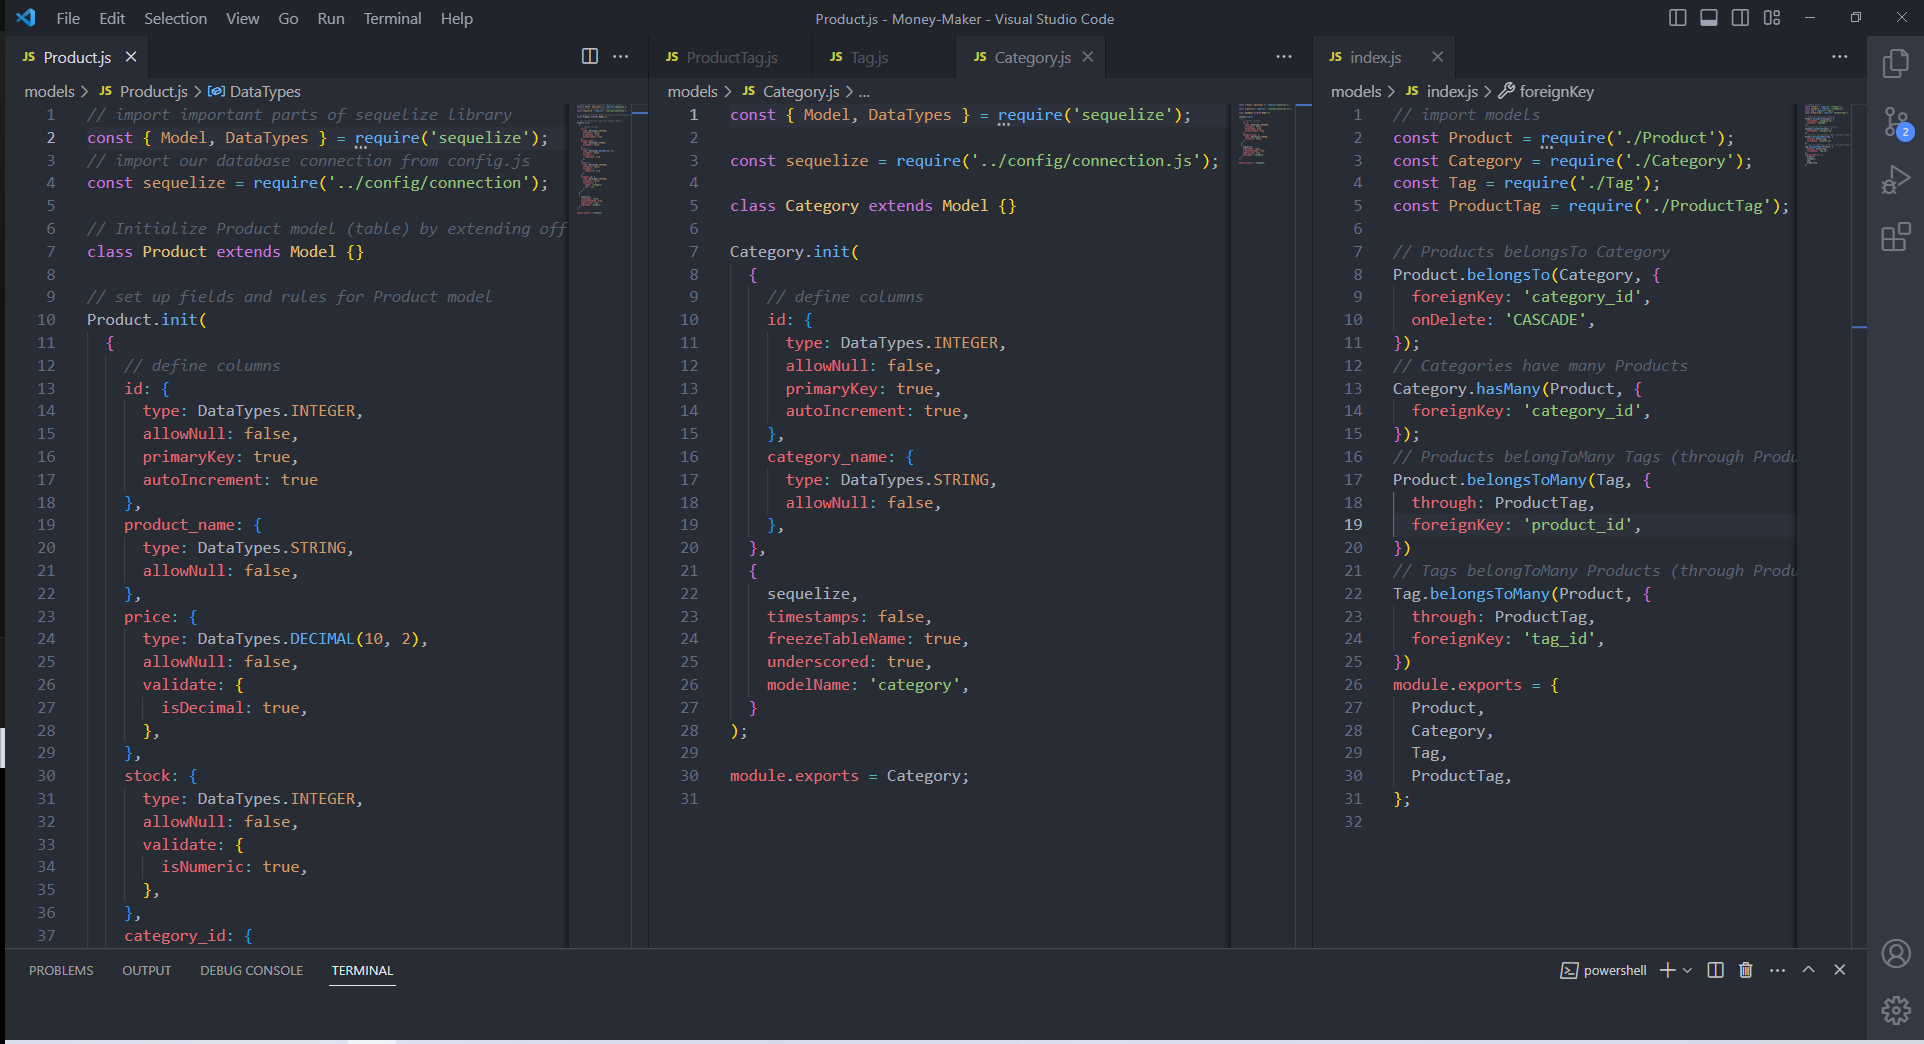 File Edit Selection View Go Run Terminal Help
Product.js - Money-Maker - Visual Studio Code
JS Product.js
models > JS Product.js > DataTypes
1 // import important parts of sequelize library
2 const { Model, DataTypes } = require('sequelize');
3 // import our database connection from config.js
4 const sequelize = require('../config/connection');
5
6 // Initialize Product model (table) by extending off
7 class Product extends Model {}
8
9 // set up fields and rules for Product model
10 Product.init(
11 {
12 // define columns
13 id: {
14 type: DataTypes.INTEGER,
15 allowNull: false,
16 primaryKey: true,
17 autoIncrement: true
18 },
19 product_name: {
20 type: DataTypes.STRING,
21 allowNull: false,
22 },
23 price: {
24 type: DataTypes.DECIMAL(10, 2),
25 allowNull: false,
26 validate: {
27 isDecimal: true,
28 },
29 },
30 stock: {
31 type: DataTypes.INTEGER,
32 allowNull: false,
33 validate: {
34 isNumeric: true,
35 },
36 },
37 category_id: {
JS ProductTag.js JS Tag.js JS Category.js
models > JS Category.js > ...
1 const { Model, DataTypes } = require('sequelize');
2
3 const sequelize = require('../config/connection.js');
4
5 class Category extends Model {}
6
7 Category.init(
8 {
9 // define columns
10 id: {
11 type: DataTypes.INTEGER,
12 allowNull: false,
13 primaryKey: true,
14 autoIncrement: true,
15 },
16 category_name: {
17 type: DataTypes.STRING,
18 allowNull: false,
19 },
20 },
21 {
22 sequelize,
23 timestamps: false,
24 freezeTableName: true,
25 underscored: true,
26 modelName: 'category',
27 }
28 );
29
30 module.exports = Category;
31
JS index.js
models > JS index.js > foreignKey
1 // import models
2 const Product = require('./Product');
3 const Category = require('./Category');
4 const Tag = require('./Tag');
5 const ProductTag = require('./ProductTag');
6
7 // Products belongsTo Category
8 Product.belongsTo(Category, {
9 foreignKey: 'category_id',
10 onDelete: 'CASCADE',
11 });
12 // Categories have many Products
13 Category.hasMany(Product, {
14 foreignKey: 'category_id',
15 });
16 // Products belongToMany Tags (through Produ
17 Product.belongsToMany(Tag, {
18 through: ProductTag,
19 foreignKey: 'product_id',
20 })
21 // Tags belongToMany Products (through Produ
22 Tag.belongsToMany(Product, {
23 through: ProductTag,
24 foreignKey: 'tag_id',
25 })
26 module.exports = {
27 Product,
28 Category,
29 Tag,
30 ProductTag,
31 };
32
2
PROBLEMS OUTPUT DEBUG CONSOLE TERMINAL
powershell